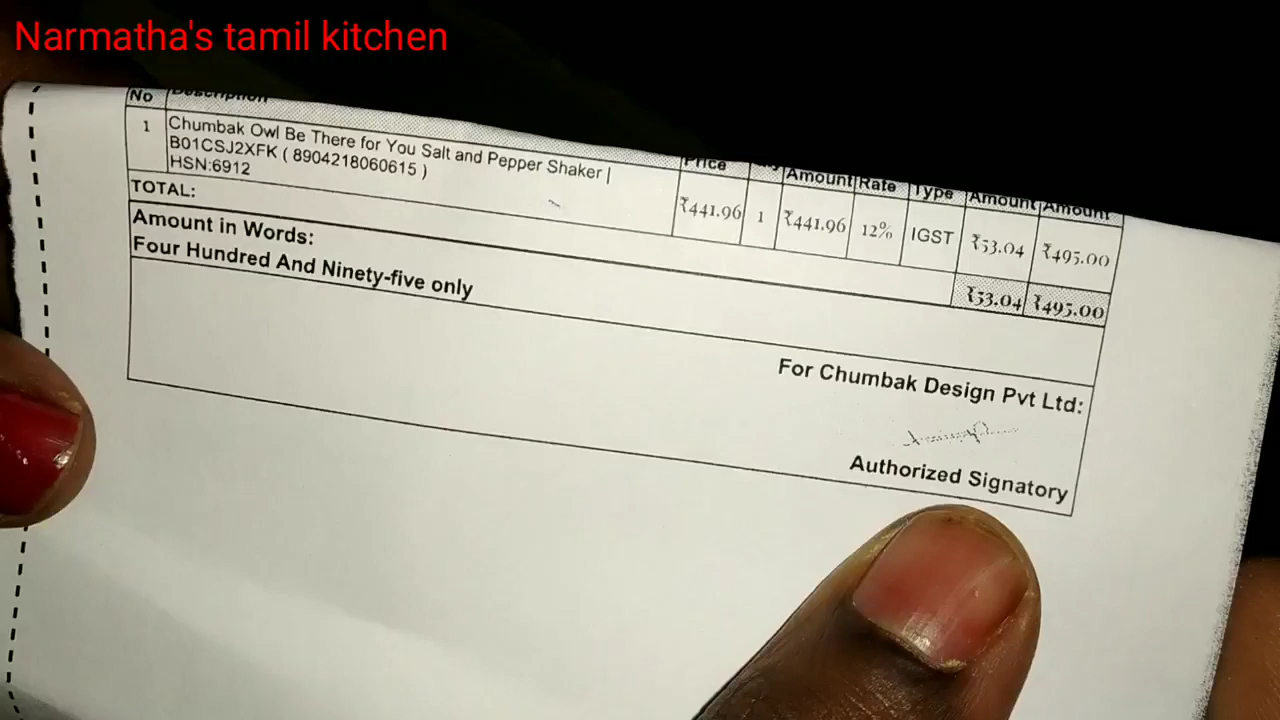 Narmatha's tamil kitchen
No Description Price Amount Rate Type Amount Amount
1 Chumbak Owl Be There for You Salt and Pepper Shaker |
B01CSJ2XFK ( 8904218060615 )
HSN:6912
₹441.96 1 ₹441.96 12% IGST ₹53.04 ₹495.00
TOTAL: ₹53.04 ₹495.00
Amount in Words:
Four Hundred And Ninety-five only
For Chumbak Design Pvt Ltd:
Authorized Signatory